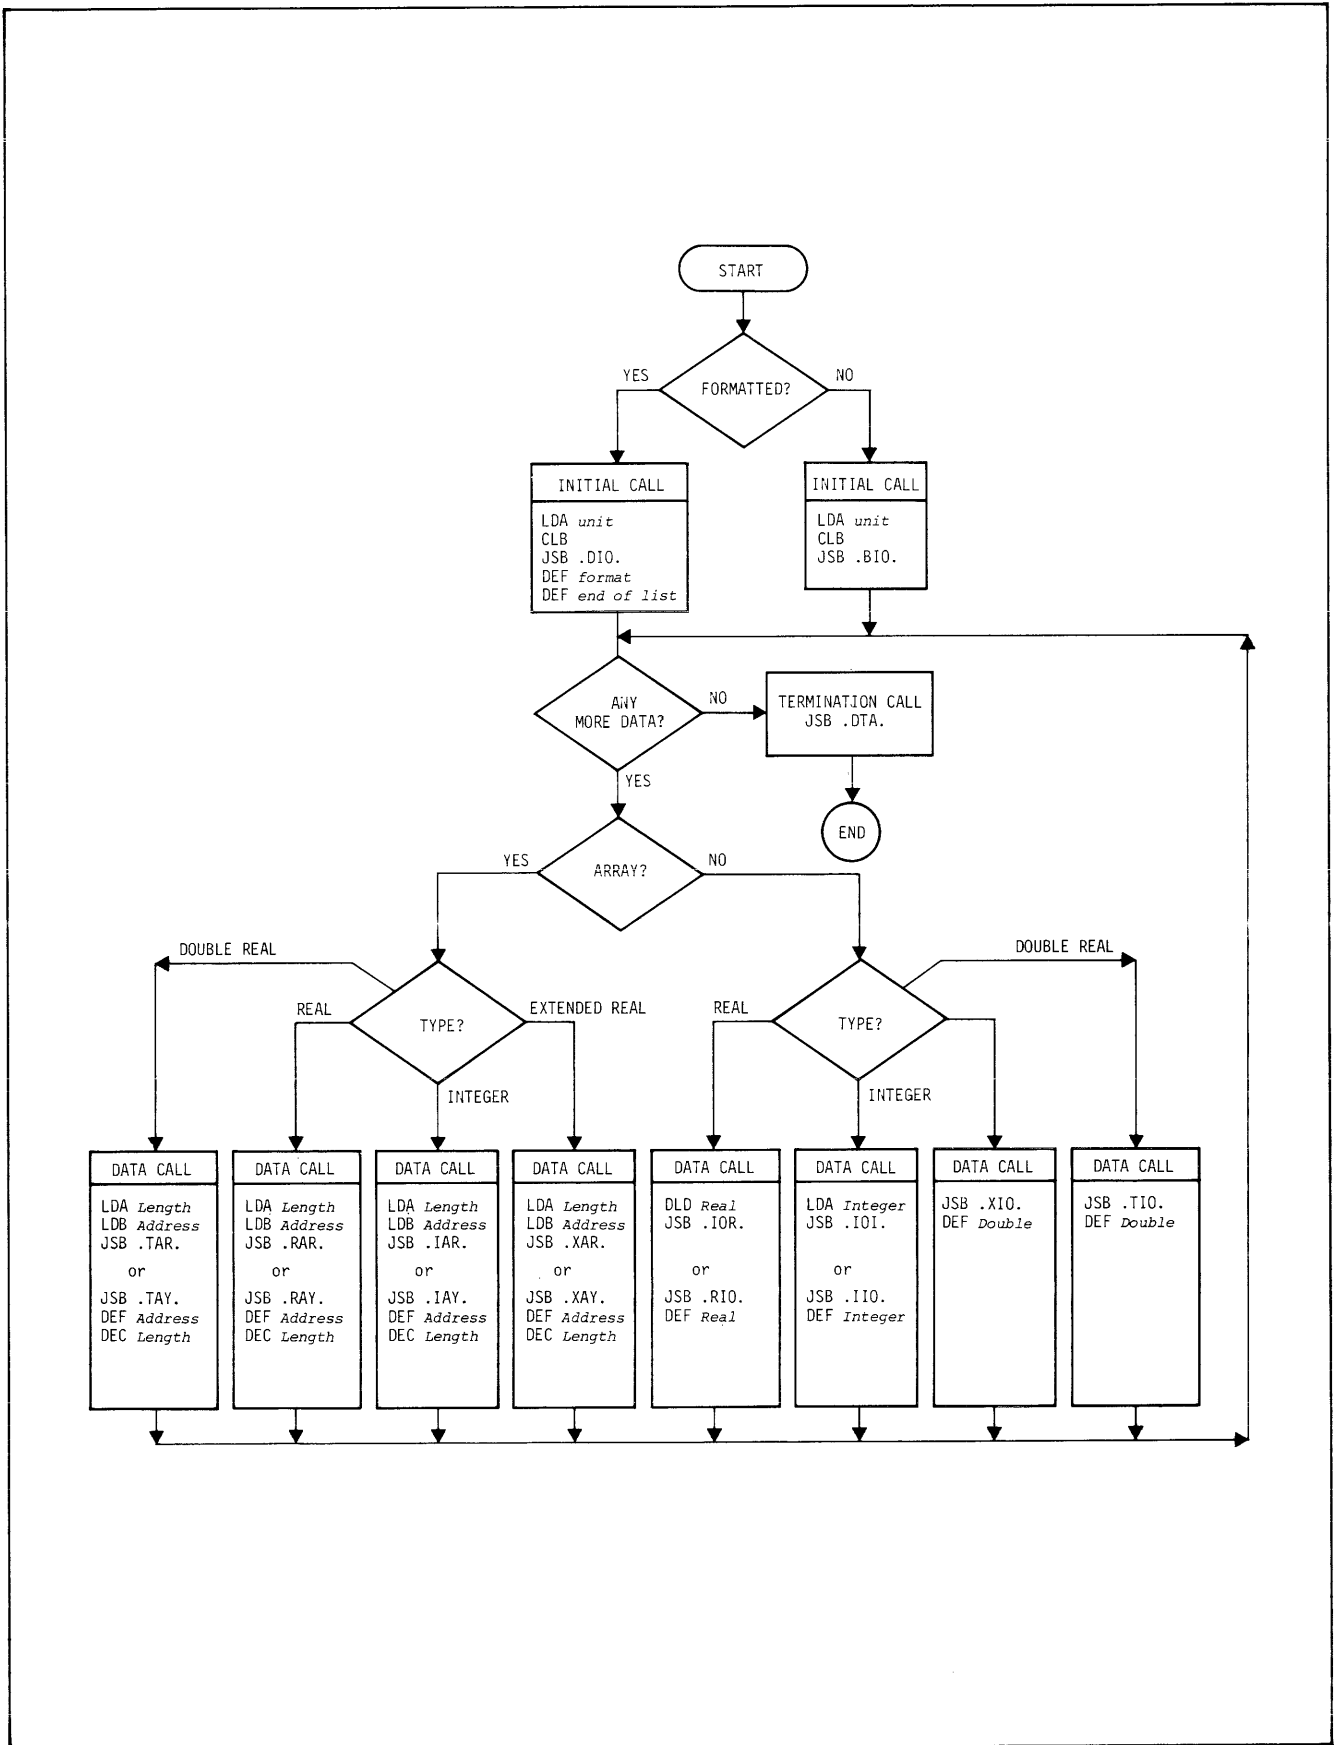 START
FORMATTED?
YES
NO
INITIAL CALL
LDA unit
CLB
JSB .DIO.
DEF format
DEF end of list
INITIAL CALL
LDA unit
CLB
JSB .BIO.
ANY
MORE DATA?
NO
TERMINATION CALL
JSB .DTA.
YES
END
ARRAY?
YES
NO
DOUBLE REAL
REAL
TYPE?
EXTENDED REAL
INTEGER
REAL
TYPE?
DOUBLE REAL
INTEGER
DATA CALL
LDA Length
LDB Address
JSB .TAR.
or
JSB .TAY.
DEF Address
DEC Length
DATA CALL
LDA Length
LDB Address
JSB .RAR.
or
JSB .RAY.
DEF Address
DEC Length
DATA CALL
LDA Length
LDB Address
JSB .IAR.
or
JSB .IAY.
DEF Address
DEC Length
DATA CALL
LDA Length
LDB Address
JSB .XAR.
or
JSB .XAY.
DEF Address
DEC Length
DATA CALL
DLD Real
JSB .IOR.
or
JSB .RIO.
DEF Real
DATA CALL
LDA Integer
JSB .IOI.
or
JSB .IIO.
DEF Integer
DATA CALL
JSB .XIO.
DEF Double
DATA CALL
JSB .TIO.
DEF Double